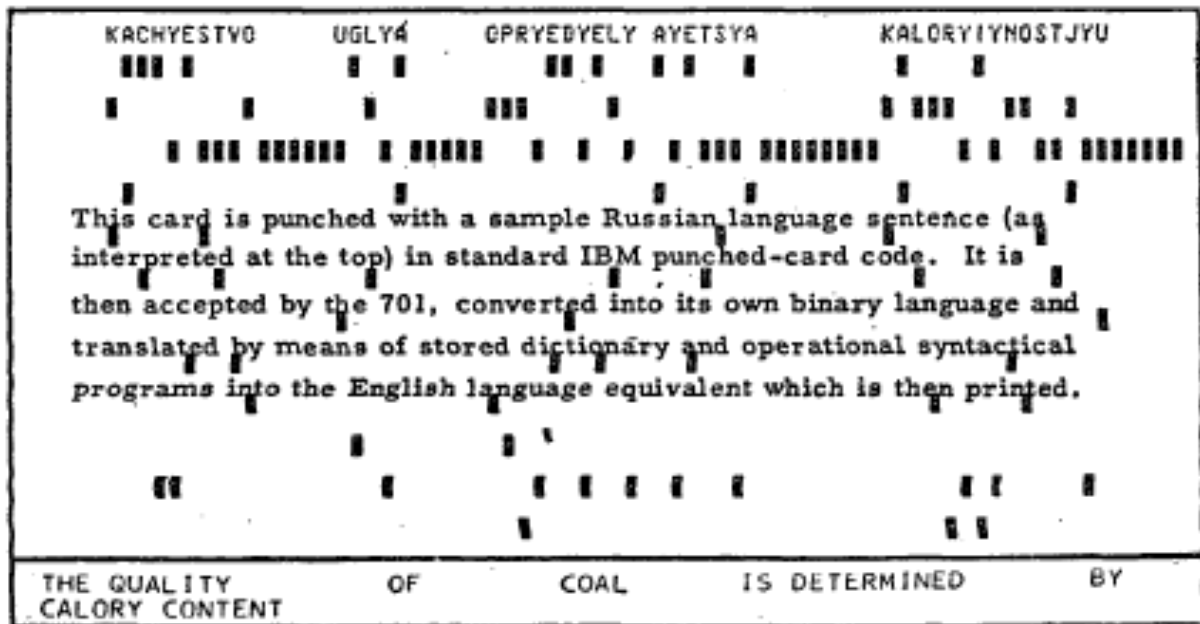 KACHYESTVO UGLYA OPRYEDYELY AYETSYA KALORYIYNOSTJYU
This card is punched with a sample Russian language sentence (as
interpreted at the top) in standard IBM punched-card code. It is
then accepted by the 701, converted into its own binary language and
translated by means of stored dictionary and operational syntactical
programs into the English language equivalent which is then printed.
THE QUALITY OF COAL IS DETERMINED BY
CALORY CONTENT